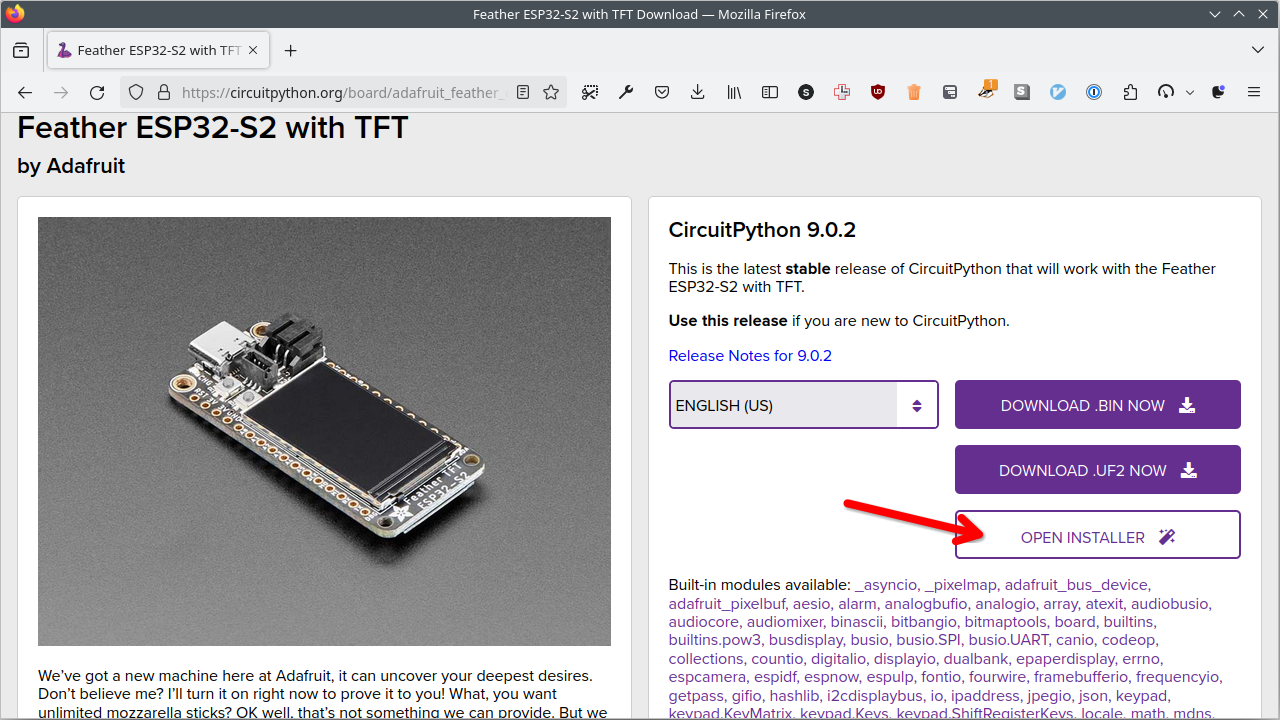 Feather ESP32-S2 with TFT Download — Mozilla Firefox
Feather ESP32-S2 with TFT
https://circuitpython.org/board/adafruit_feather_
1
Feather ESP32-S2 with TFT
by Adafruit
Feather TFT
ESP32-S2
We've got a new machine here at Adafruit, it can uncover your deepest desires.
Don't believe me? I'll turn it on right now to prove it to you! What, you want
unlimited mozzarella sticks? OK well, that's not something we can provide. But we
CircuitPython 9.0.2
This is the latest stable release of CircuitPython that will work with the Feather
ESP32-S2 with TFT.
Use this release if you are new to CircuitPython.
Release Notes for 9.0.2
ENGLISH (US)
DOWNLOAD .BIN NOW
DOWNLOAD .UF2 NOW
OPEN INSTALLER
Built-in modules available: _asyncio, _pixelmap, adafruit_bus_device,
adafruit_pixelbuf, aesio, alarm, analogbufio, analogio, array, atexit, audiobusio,
audiocore, audiomixer, binascii, bitbangio, bitmaptools, board, builtins,
builtins.pow3, busdisplay, busio, busio.SPI, busio.UART, canio, codeop,
collections, countio, digitalio, displayio, dualbank, epaperdisplay, errno,
espcamera, espidf, espnow, espulp, fontio, fourwire, framebufferio, frequencyio,
getpass, gifio, hashlib, i2cdisplaybus, io, ipaddress, jpegio, json, keypad,
keypad.KeyMatrix, keypad.Keys, keypad.ShiftRegisterKeys, locale, math, mdns,